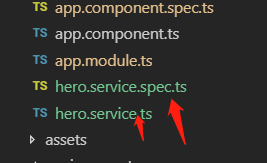 TS app.component.spec.ts
TS app.component.ts
TS app.module.ts
TS hero.service.spec.ts
TS hero.service.ts
assets